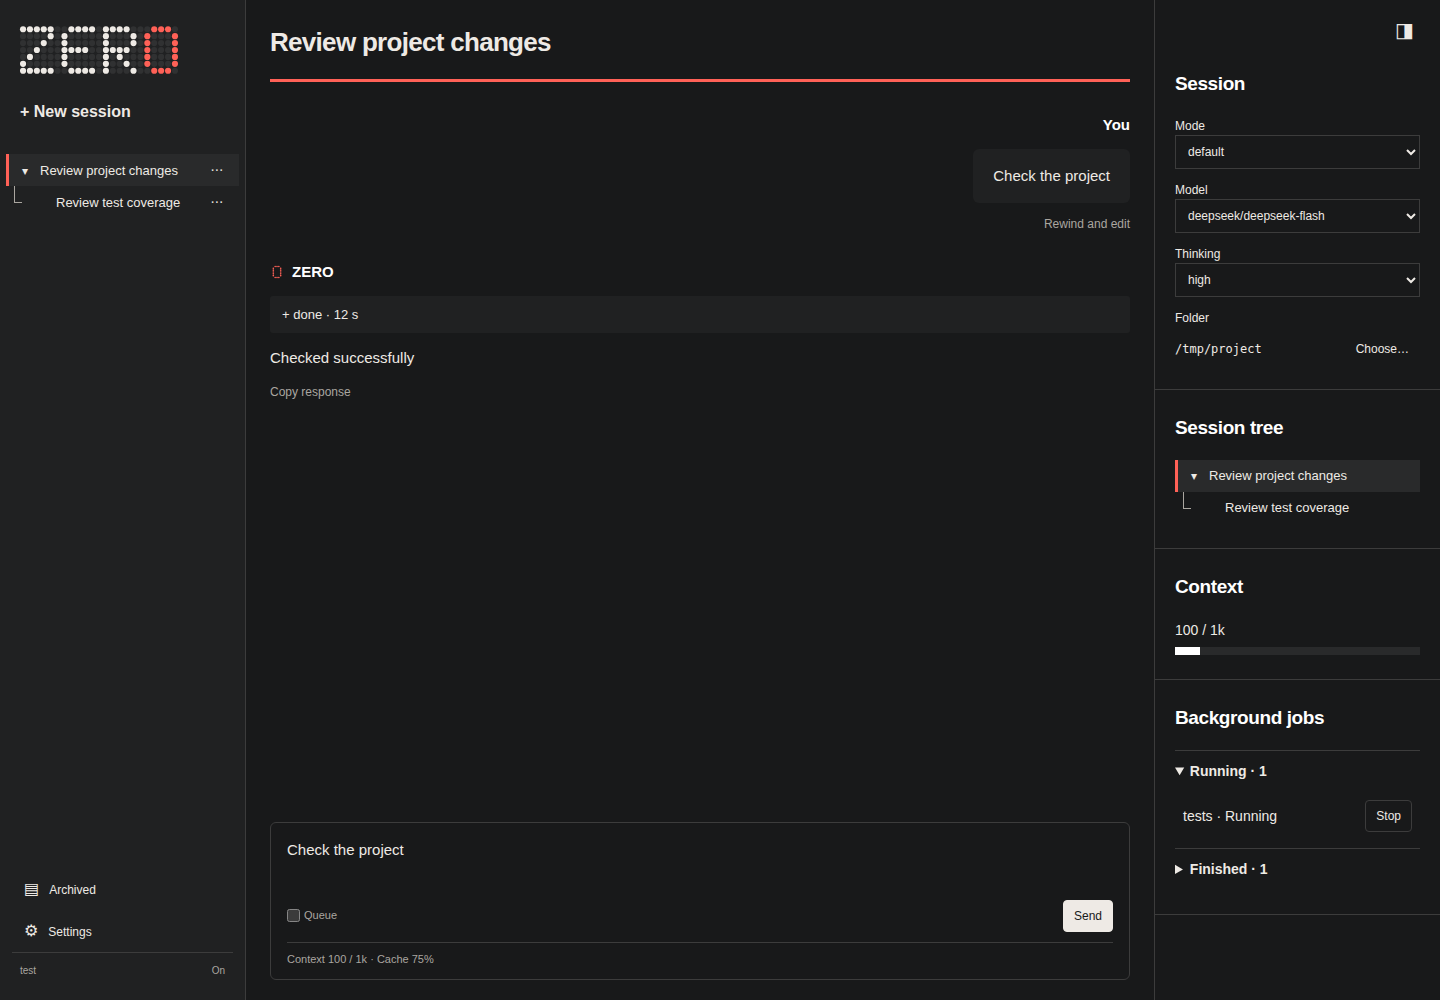 ZERO
+ New session
▾ Review project changes ···
Review test coverage ···
▤ Archived
⚙ Settings
test On
Review project changes
You
Check the project
Rewind and edit
ZERO
+ done · 12 s
Checked successfully
Copy response
Check the project
Queue
Send
Context 100 / 1k · Cache 75%
Session
Mode
default
Model
deepseek/deepseek-flash
Thinking
high
Folder
/tmp/project Choose…
Session tree
▾ Review project changes
Review test coverage
Context
100 / 1k
Background jobs
▼ Running · 1
tests · Running Stop
▶ Finished · 1